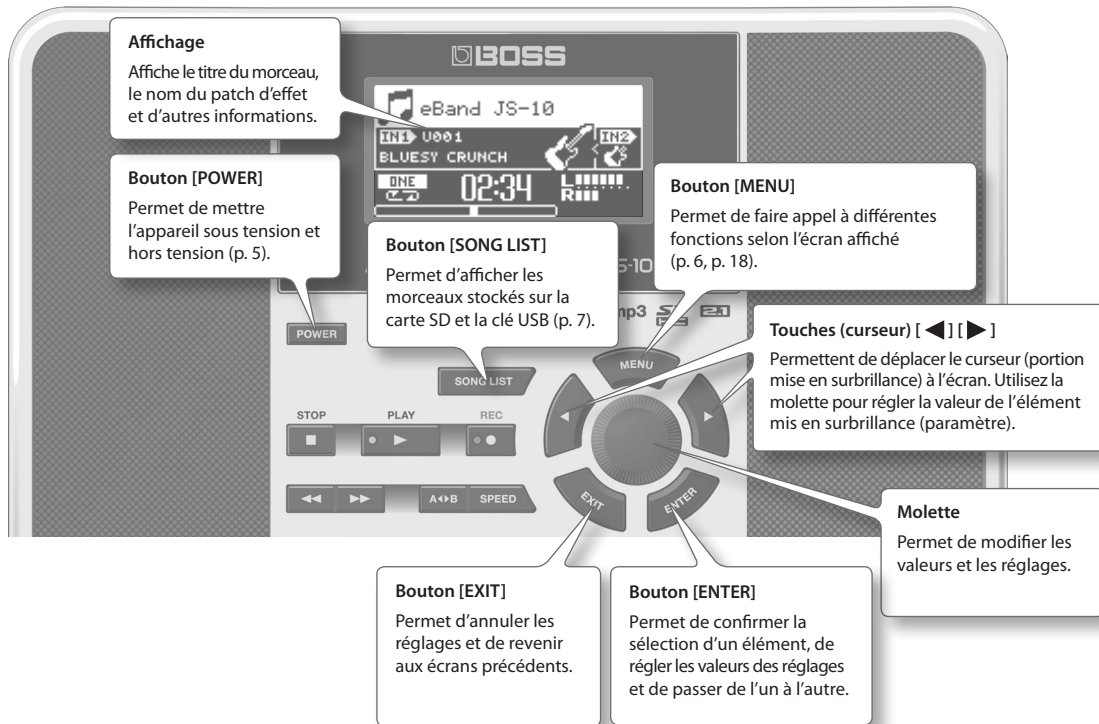 Affichage
Affiche le titre du morceau,
le nom du patch d'effet
et d'autres informations.
BOSS
eBand JS-10
IN1 U001
IN2
BLUESY CRUNCH
ONE
02:34
L
R
Bouton [POWER]
Permet de mettre
l'appareil sous tension et
hors tension (p. 5).
Bouton [SONG LIST]
Permet d'afficher les
morceaux stockés sur la
carte SD et la clé USB (p. 7).
Bouton [MENU]
Permet de faire appel à différentes
fonctions selon l'écran affiché
(p. 6, p. 18).
Touches (curseur) [ ◀ ] [ ▶ ]
Permettent de déplacer le curseur (portion
mise en surbrillance) à l'écran. Utilisez la
molette pour régler la valeur de l'élément
mis en surbrillance (paramètre).
POWER
MENU
SONG LIST
STOP PLAY REC
A◀▶B SPEED
EXIT
ENTER
Molette
Permet de modifier les
valeurs et les réglages.
Bouton [EXIT]
Permet d'annuler les
réglages et de revenir
aux écrans précédents.
Bouton [ENTER]
Permet de confirmer la
sélection d'un élément, de
régler les valeurs des réglages
et de passer de l'un à l'autre.